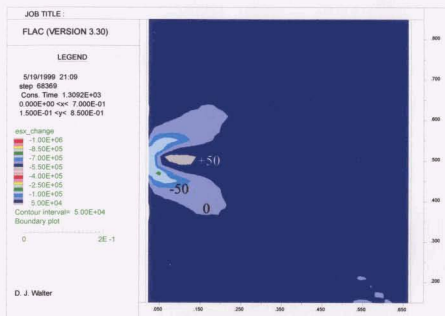 JOB TITLE :
FLAC (VERSION 3.30)
LEGEND
5/19/1999 21:09
step 68369
Cons. Time 1.3092E+03
0.000E+00 <x< 7.000E-01
1.500E-01 <y< 8.500E-01
esx_change
-1.00E+06
-8.50E+05
-7.00E+05
-5.50E+05
-4.00E+05
-2.50E+05
-1.00E+05
5.00E+04
Contour interval= 5.00E+04
Boundary plot
0 2E -1
D. J. Walter
+50
-50
0
.800
.700
.600
.500
.400
.300
.200
.050 .150 .250 .350 .450 .550 .650